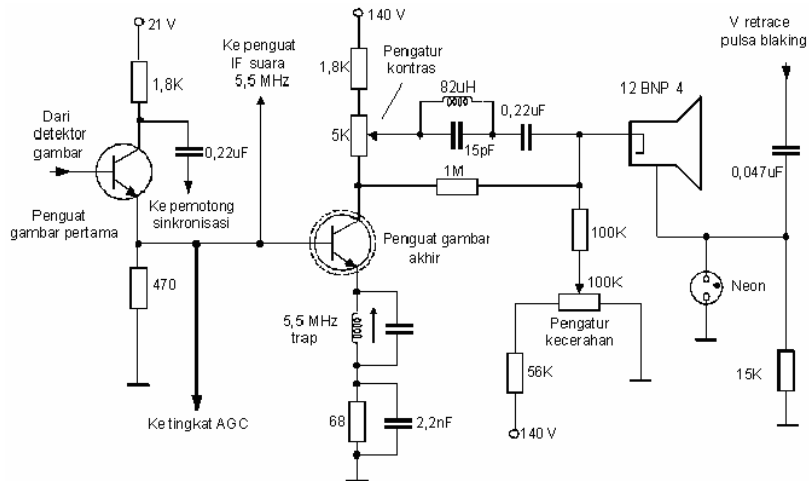 21 V
140 V
V retrace
pulsa blaking
Ke penguat
IF suara
5,5 MHz
Pengatur
kontras
1,8K
1,8K
82uH
12 BNP 4
0,22uF
Dari
detektor
gambar
0,22uF
5K
15pF
0,047uF
1M
Ke pemotong
sinkronisasi
Penguat
gambar pertama
Penguat gambar
akhir
100K
470
100K
Neon
5,5 MHz
trap
Pengatur
kecerahan
56K
15K
Ke tingkat AGC
68
2,2nF
140 V